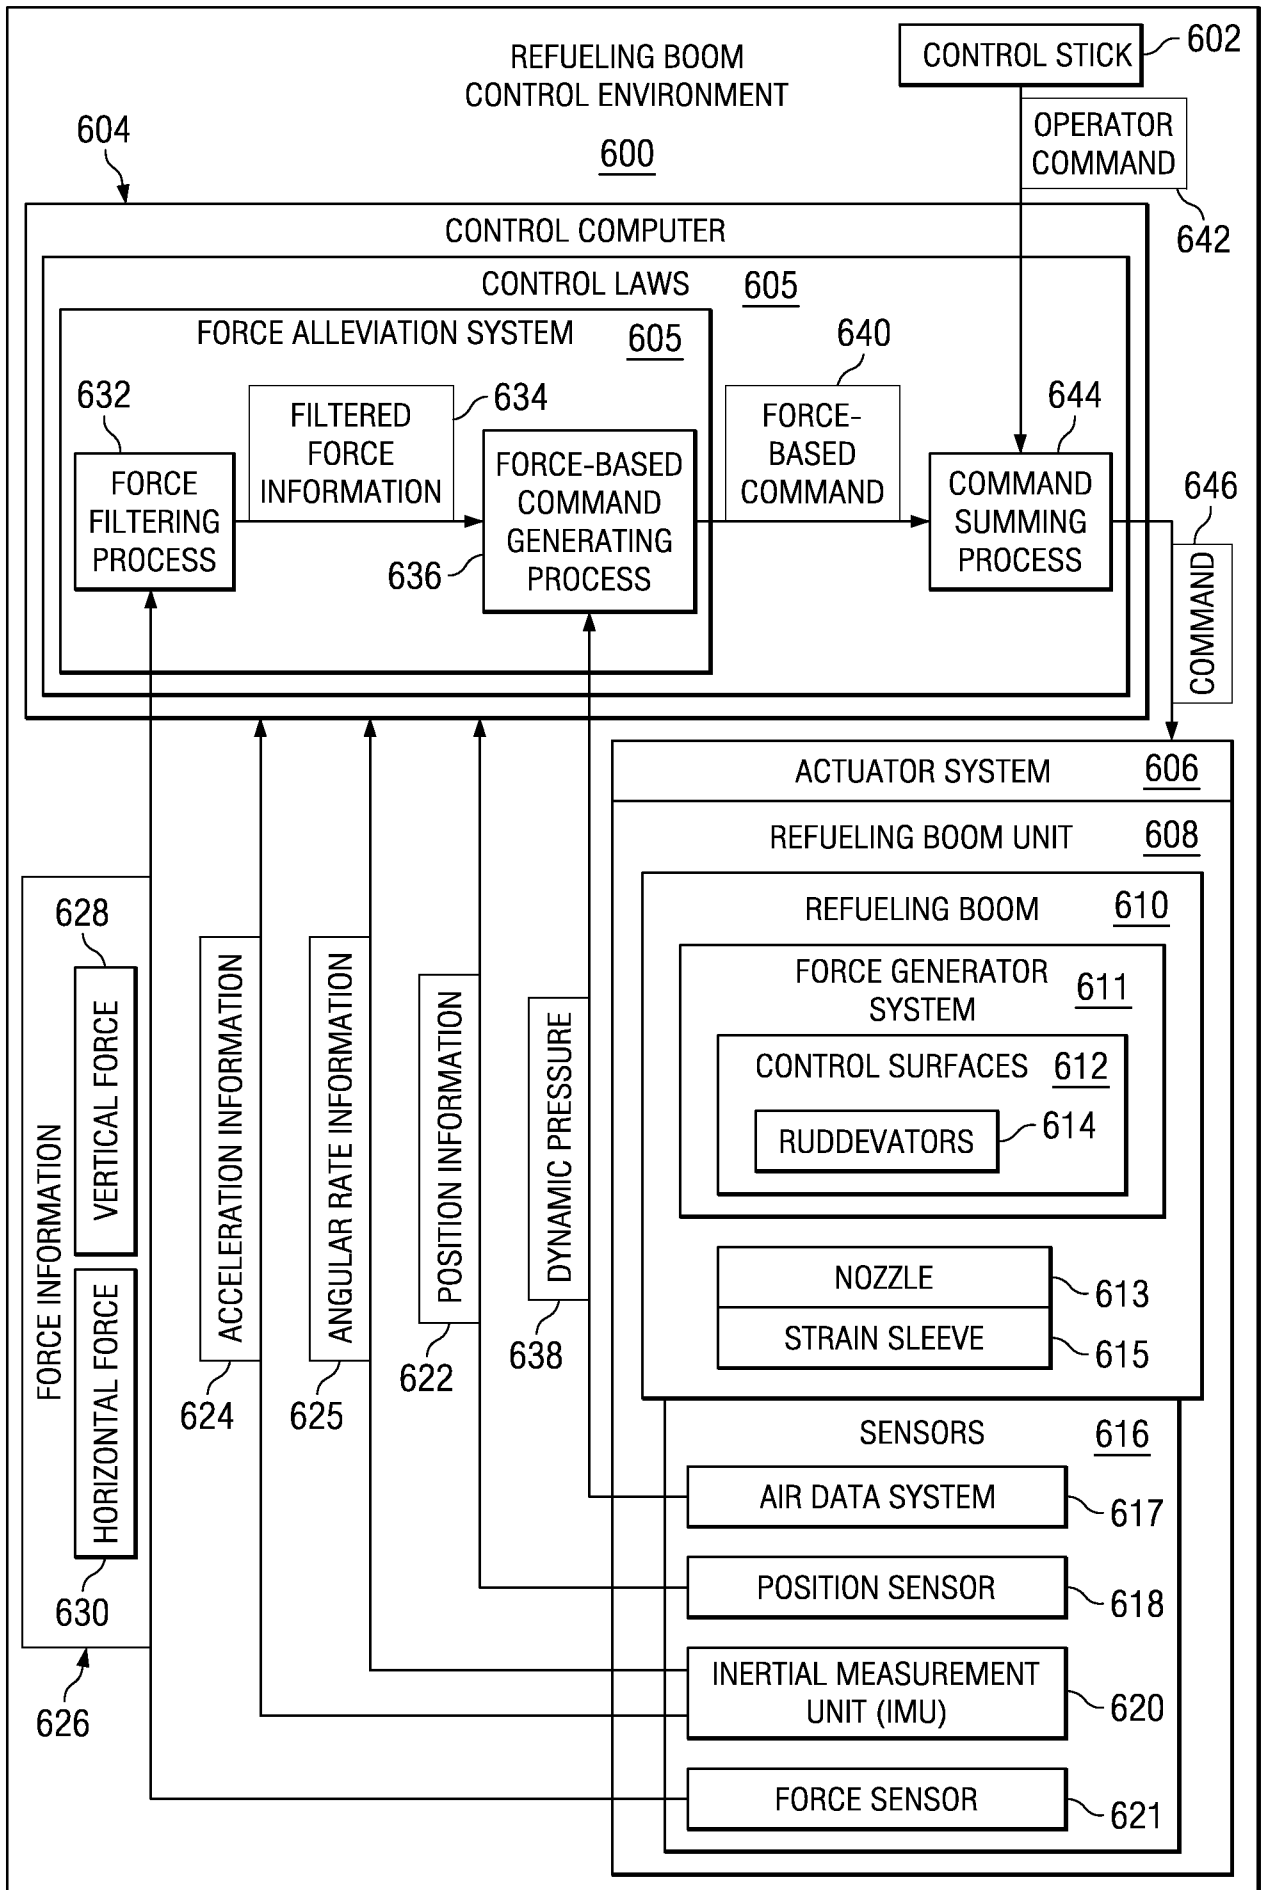 REFUELING BOOM
CONTROL ENVIRONMENT
600
CONTROL STICK
602
OPERATOR
COMMAND
642
604
CONTROL COMPUTER
CONTROL LAWS
605
FORCE ALLEVIATION SYSTEM
605
632
FORCE
FILTERING
PROCESS
FILTERED
FORCE
INFORMATION
634
FORCE-BASED
COMMAND
GENERATING
PROCESS
636
640
FORCE-
BASED
COMMAND
644
COMMAND
SUMMING
PROCESS
646
COMMAND
ACTUATOR SYSTEM
606
REFUELING BOOM UNIT
608
REFUELING BOOM
610
FORCE GENERATOR
SYSTEM
611
CONTROL SURFACES
612
RUDDEVATORS
614
NOZZLE
613
STRAIN SLEEVE
615
SENSORS
616
AIR DATA SYSTEM
617
POSITION SENSOR
618
INERTIAL MEASUREMENT
UNIT (IMU)
620
FORCE SENSOR
621
FORCE INFORMATION
628
VERTICAL FORCE
HORIZONTAL FORCE
630
626
ACCELERATION INFORMATION
624
ANGULAR RATE INFORMATION
625
POSITION INFORMATION
622
DYNAMIC PRESSURE
638